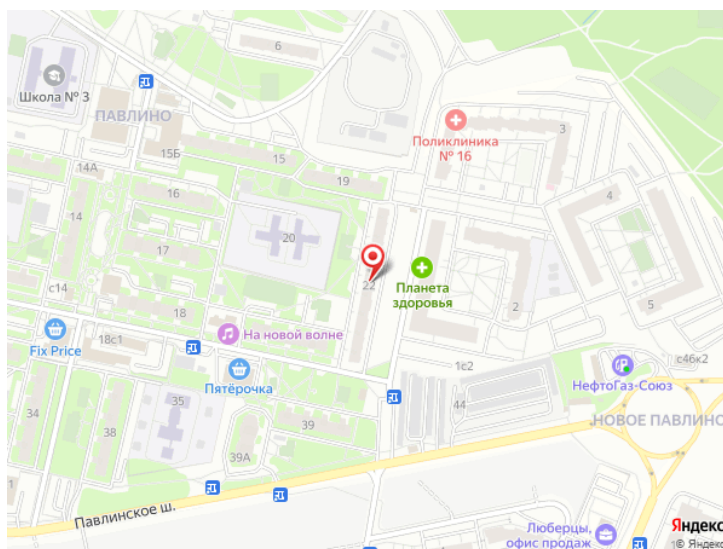 6
Школа № 3
ПАВЛИНО
15Б
14А
15
16
19
Поликлиника
№ 16
3
4
14
17
20
22
Планета
здоровья
2
5
с14
18
На новой волне
18с1
Fix Price
Пятёрочка
1с2
с46к2
НефтоГаз-Союз
44
НОВОЕ ПАВЛИНО
35
34
38
39
39А
Павлинское ш.
Люберцы,
офис продаж
Яндекс
© Яндекс